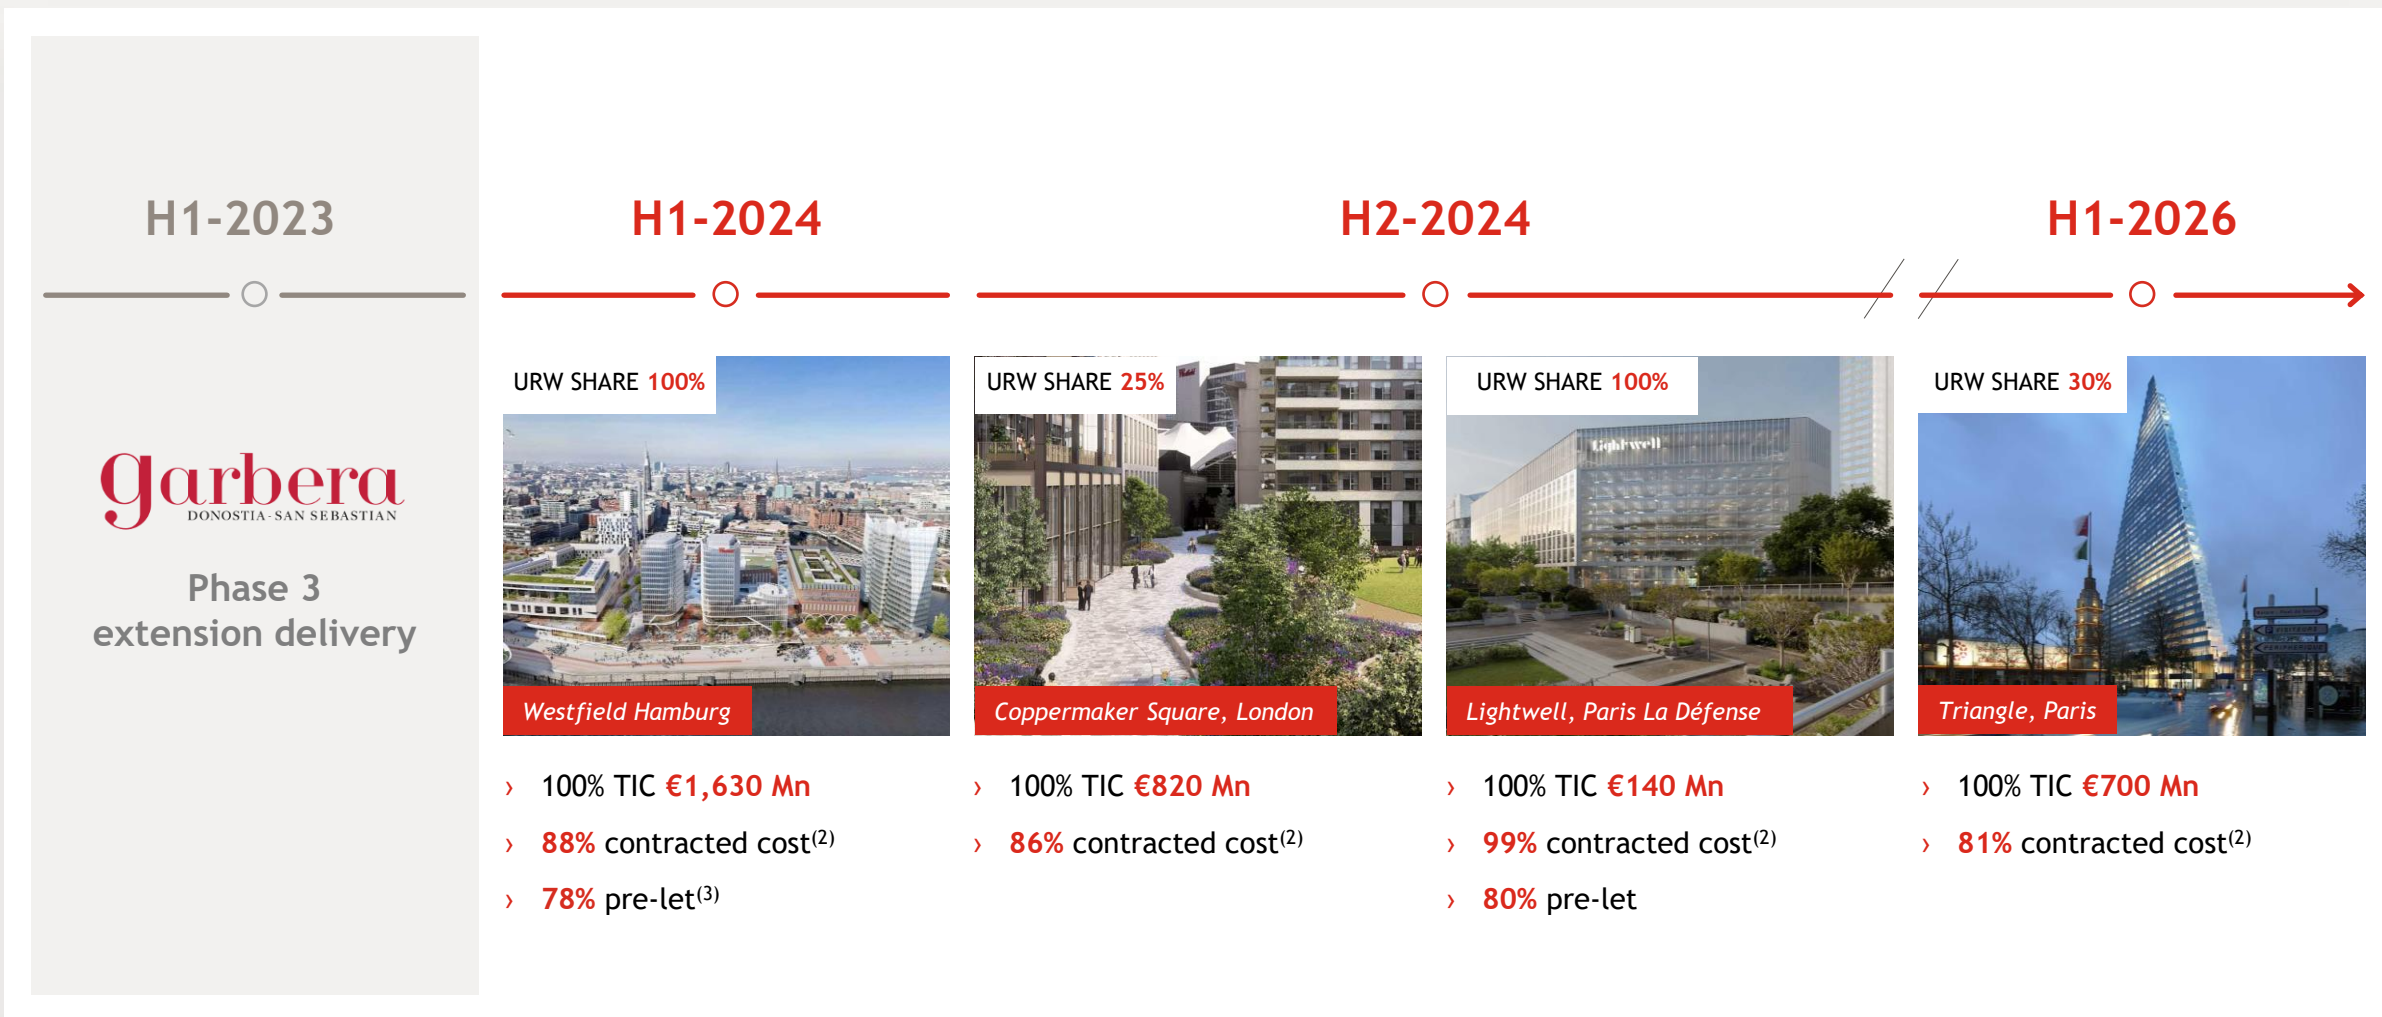 H1-2023
H1-2024
H2-2024
H1-2026
garbera
DONOSTIA-SAN SEBASTIAN
Phase 3
extension delivery
URW SHARE 100%
Westfield Hamburg
› 100% TIC €1,630 Mn
› 88% contracted cost(2)
› 78% pre-let(3)
URW SHARE 25%
Coppermaker Square, London
› 100% TIC €820 Mn
› 86% contracted cost(2)
URW SHARE 100%
Lightwell
Lightwell, Paris La Défense
› 100% TIC €140 Mn
› 99% contracted cost(2)
› 80% pre-let
URW SHARE 30%
VISITEURS
PERIPHERIQUE
Triangle, Paris
› 100% TIC €700 Mn
› 81% contracted cost(2)